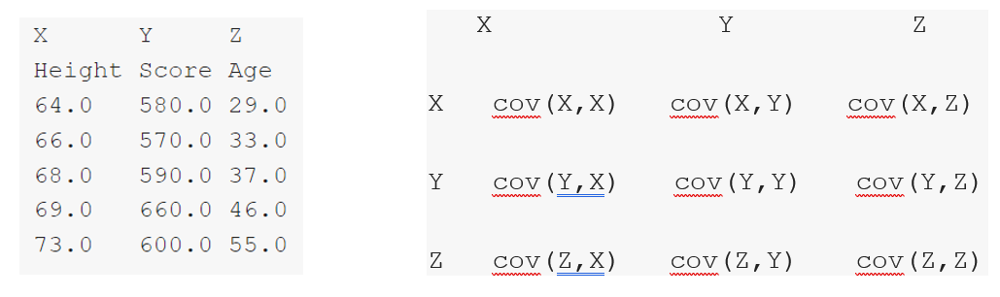 X Y Z
Height Score Age
64.0 580.0 29.0
66.0 570.0 33.0
68.0 590.0 37.0
69.0 660.0 46.0
73.0 600.0 55.0
X Y Z
X cov(X,X) cov(X,Y) cov(X,Z)
Y cov(Y,X) cov(Y,Y) cov(Y,Z)
Z cov(Z,X) cov(Z,Y) cov(Z,Z)